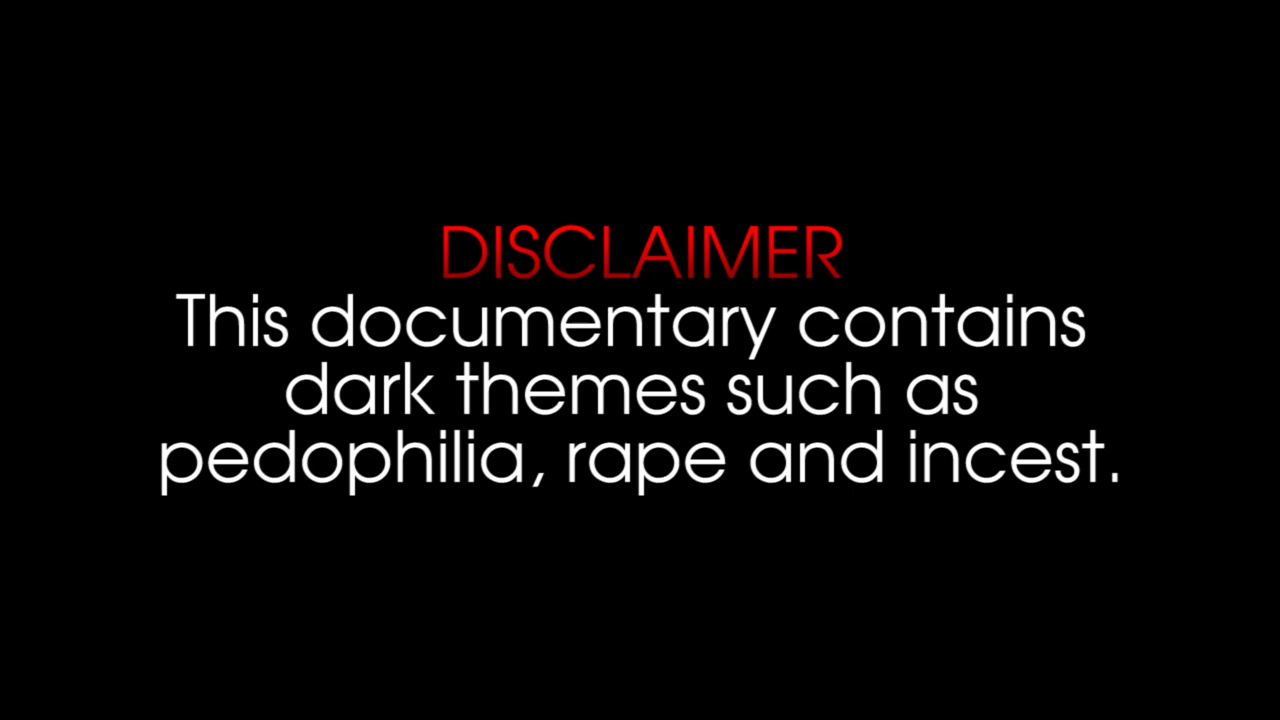 DISCLAIMER
This documentary contains
dark themes such as
pedophilia, rape and incest.